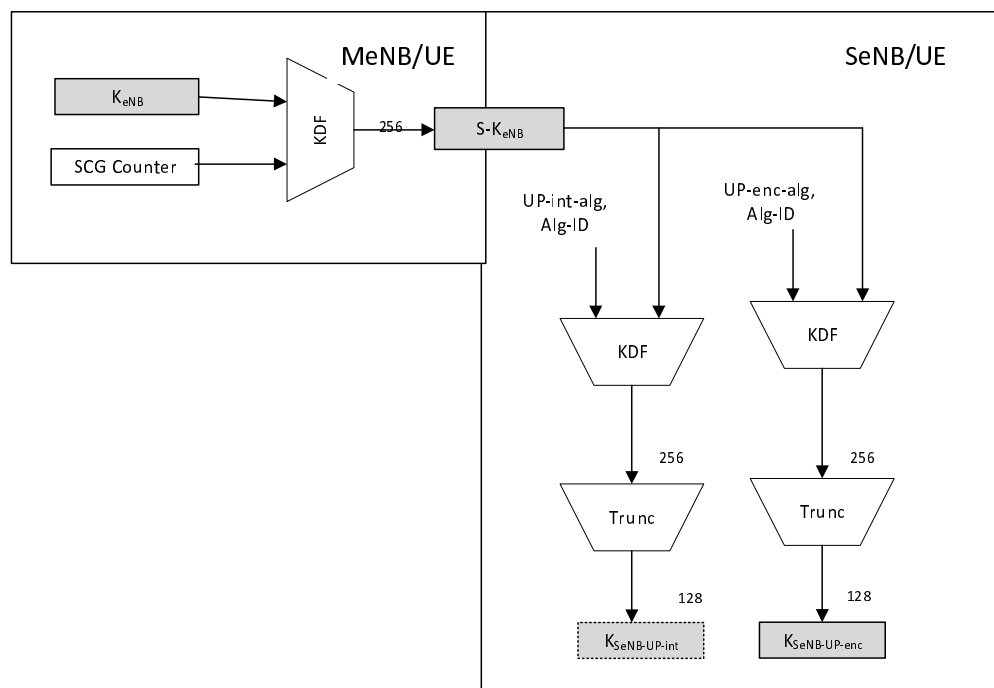 MeNB/UE
SeNB/UE
KeNB
SCG Counter
KDF
256
S-KeNB
UP-int-alg,
Alg-ID
UP-enc-alg,
Alg-ID
KDF
KDF
256
256
Trunc
Trunc
128
128
KSeNB-UP-int
KSeNB-UP-enc